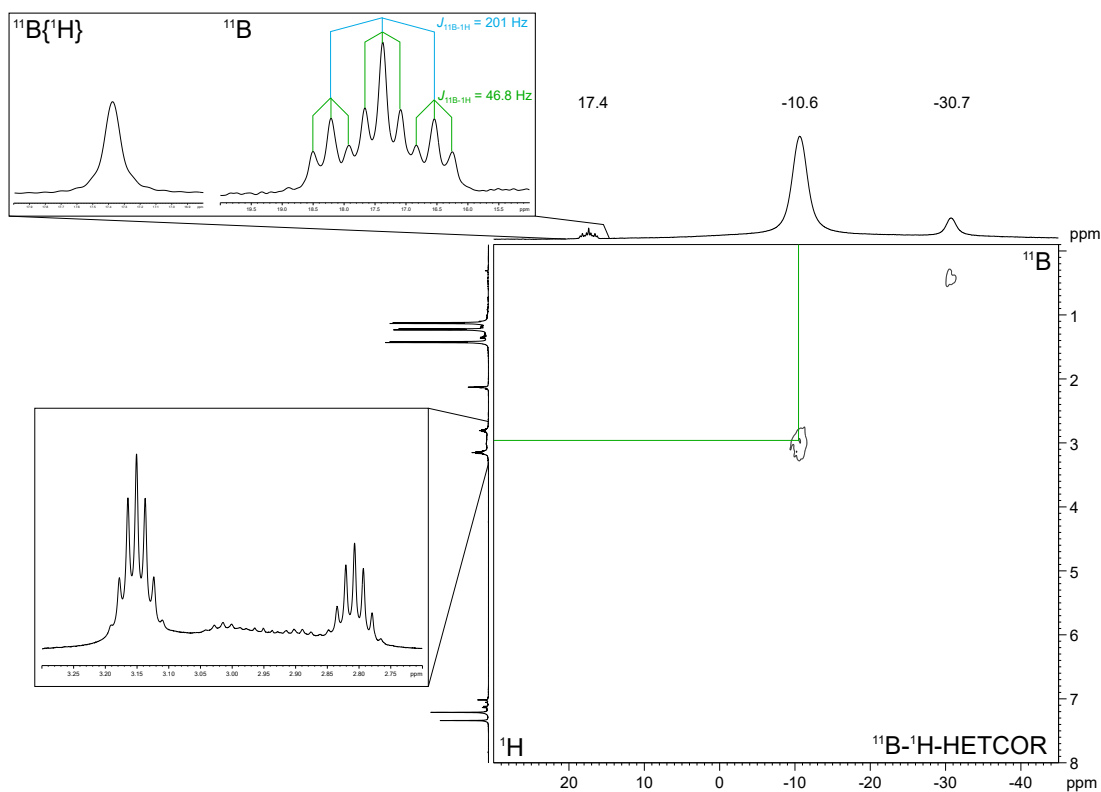 ¹¹B{¹H}
¹¹B
J₁₁B-1H = 201 Hz
J₁₁B-1H = 46.8 Hz
19.5 19.0 18.5 18.0 17.5 17.0 16.5 16.0 15.5 ppm
17.4 -10.6 -30.7
ppm
¹¹B
1
2
3
4
5
6
7
8
3.25 3.20 3.15 3.10 3.05 3.00 2.95 2.90 2.85 2.80 2.75 ppm
¹H
¹¹B-¹H-HETCOR
20 10 0 -10 -20 -30 -40 ppm